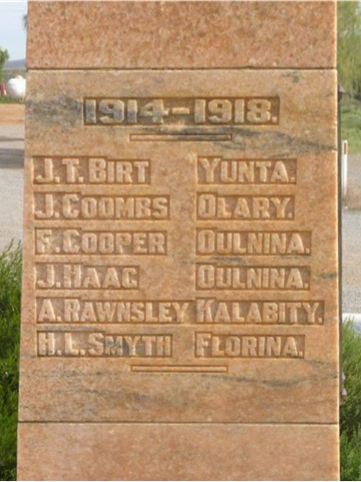 1914-1918.
J.T. BIRT YUNTA.
J. COOMBS OLARY.
F. COOPER OULNINA.
J. HAAG OULNINA.
A. RAWNSLEY KALABITY.
H.L. SMYTH FLORINA.